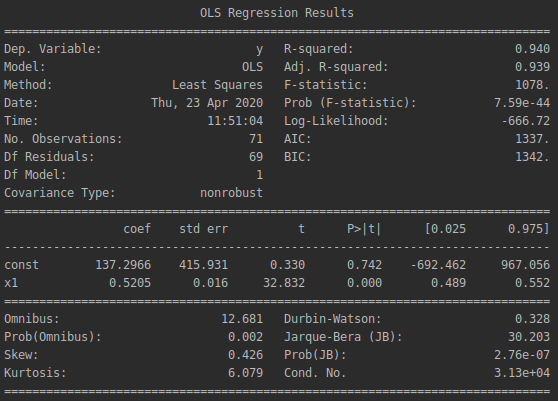 OLS Regression Results
==============================================================================
Dep. Variable:                      y   R-squared:                       0.940
Model:                            OLS   Adj. R-squared:                  0.939
Method:                 Least Squares   F-statistic:                     1078.
Date:                Thu, 23 Apr 2020   Prob (F-statistic):           7.59e-44
Time:                        11:51:04   Log-Likelihood:                -666.72
No. Observations:                  71   AIC:                             1337.
Df Residuals:                      69   BIC:                             1342.
Df Model:                           1
Covariance Type:            nonrobust
==============================================================================
                 coef    std err          t      P>|t|      [0.025      0.975]
------------------------------------------------------------------------------
const        137.2966    415.931      0.330      0.742    -692.462     967.056
x1             0.5205      0.016     32.832      0.000       0.489       0.552
==============================================================================
Omnibus:                       12.681   Durbin-Watson:                   0.328
Prob(Omnibus):                  0.002   Jarque-Bera (JB):               30.203
Skew:                           0.426   Prob(JB):                     2.76e-07
Kurtosis:                       6.079   Cond. No.                     3.13e+04
==============================================================================